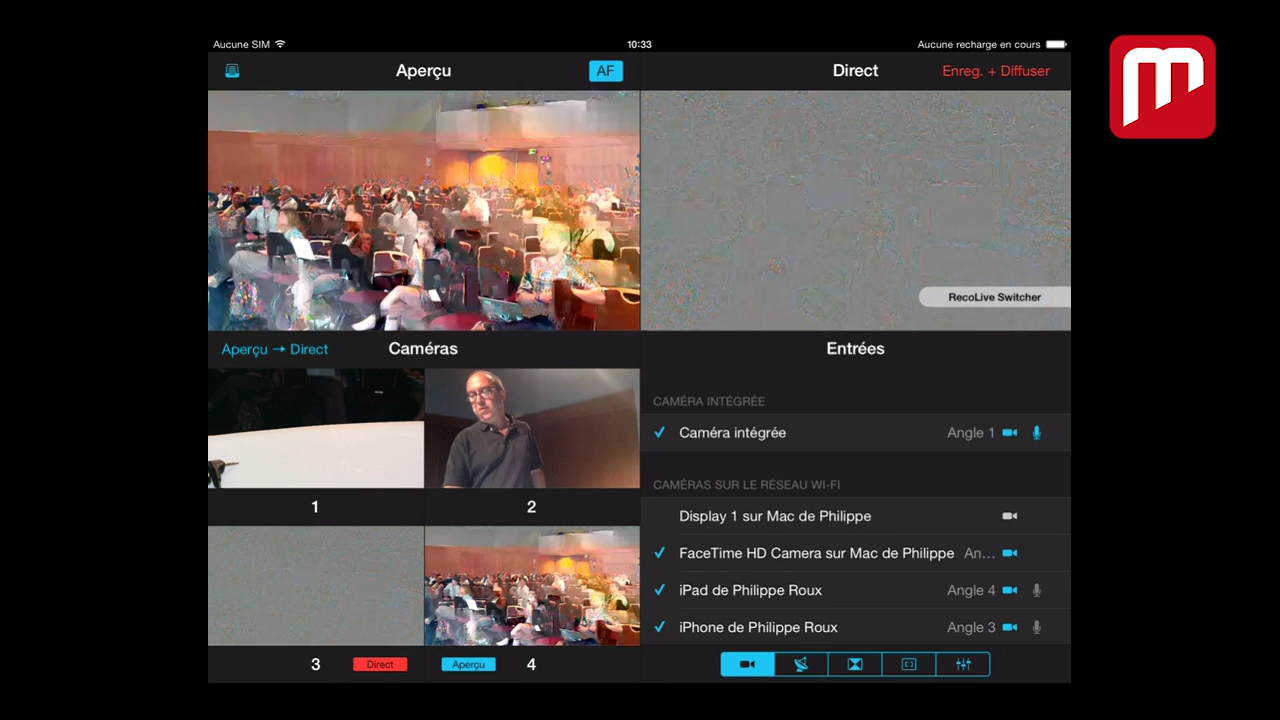 Aucune SIM
10:33
Aucune recharge en cours
Aperçu
AF
Direct
Enreg. + Diffuser
RecoLive Switcher
Aperçu → Direct
Caméras
Entrées
CAMÉRA INTÉGRÉE
Caméra intégrée
Angle 1
1
2
CAMÉRAS SUR LE RÉSEAU WI-FI
Display 1 sur Mac de Philippe
FaceTime HD Camera sur Mac de Philippe An...
iPad de Philippe Roux Angle 4
iPhone de Philippe Roux Angle 3
3
Direct
Aperçu
4